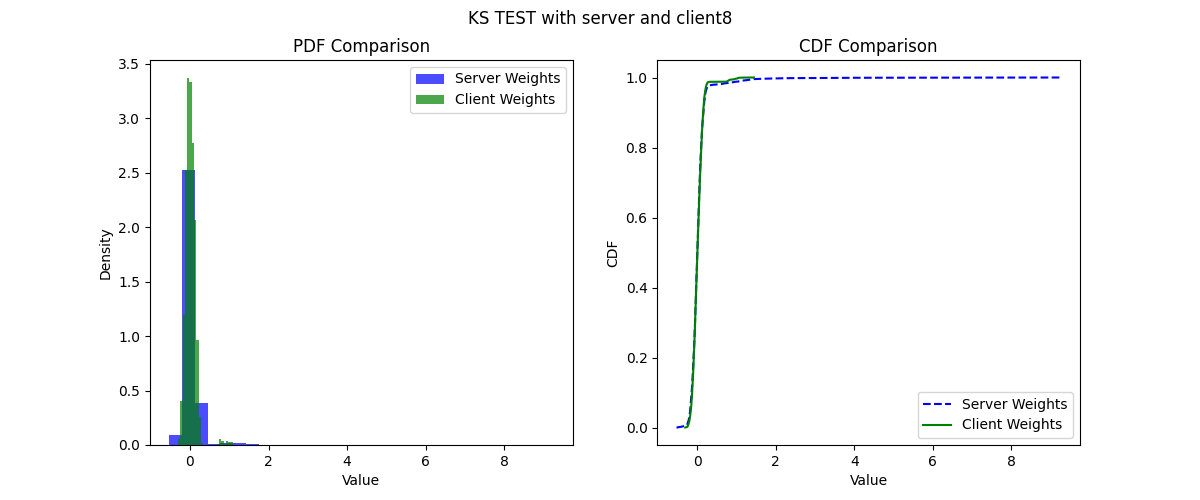 KS TEST with server and client8
PDF Comparison
Server Weights
Client Weights
3.5
3.0
2.5
2.0
1.5
1.0
0.5
0.0
Density
0
2
4
6
8
Value
CDF Comparison
1.0
0.8
0.6
0.4
0.2
0.0
CDF
Server Weights
Client Weights
0
2
4
6
8
Value